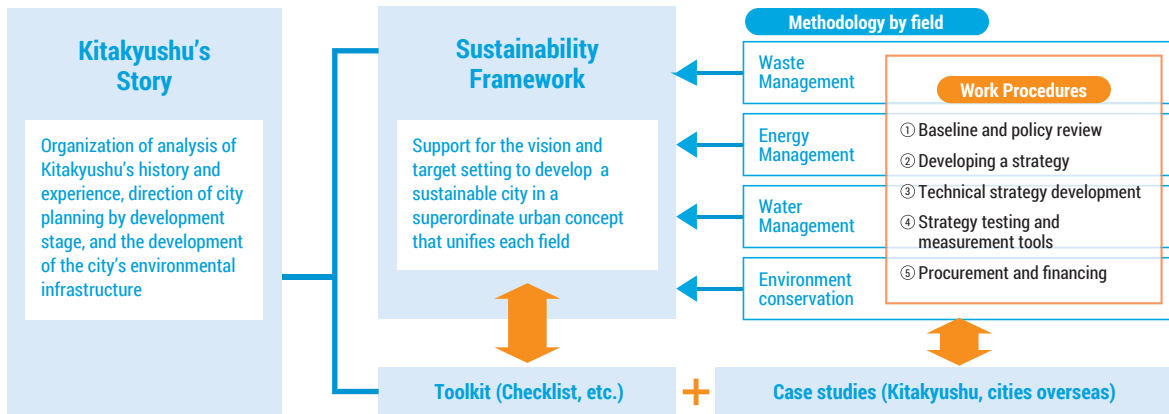 Kitakyushu's
Story
Organization of analysis of
Kitakyushu's history and
experience, direction of city
planning by development
stage, and the development
of the city's environmental
infrastructure
Sustainability
Framework
Support for the vision and
target setting to develop a
sustainable city in a
superordinate urban concept
that unifies each field
Methodology by field
Waste
Management
Energy
Management
Water
Management
Environment
conservation
Work Procedures
① Baseline and policy review
② Developing a strategy
③ Technical strategy development
④ Strategy testing and
measurement tools
⑤ Procurement and financing
Toolkit (Checklist, etc.)
+
Case studies (Kitakyushu, cities overseas)